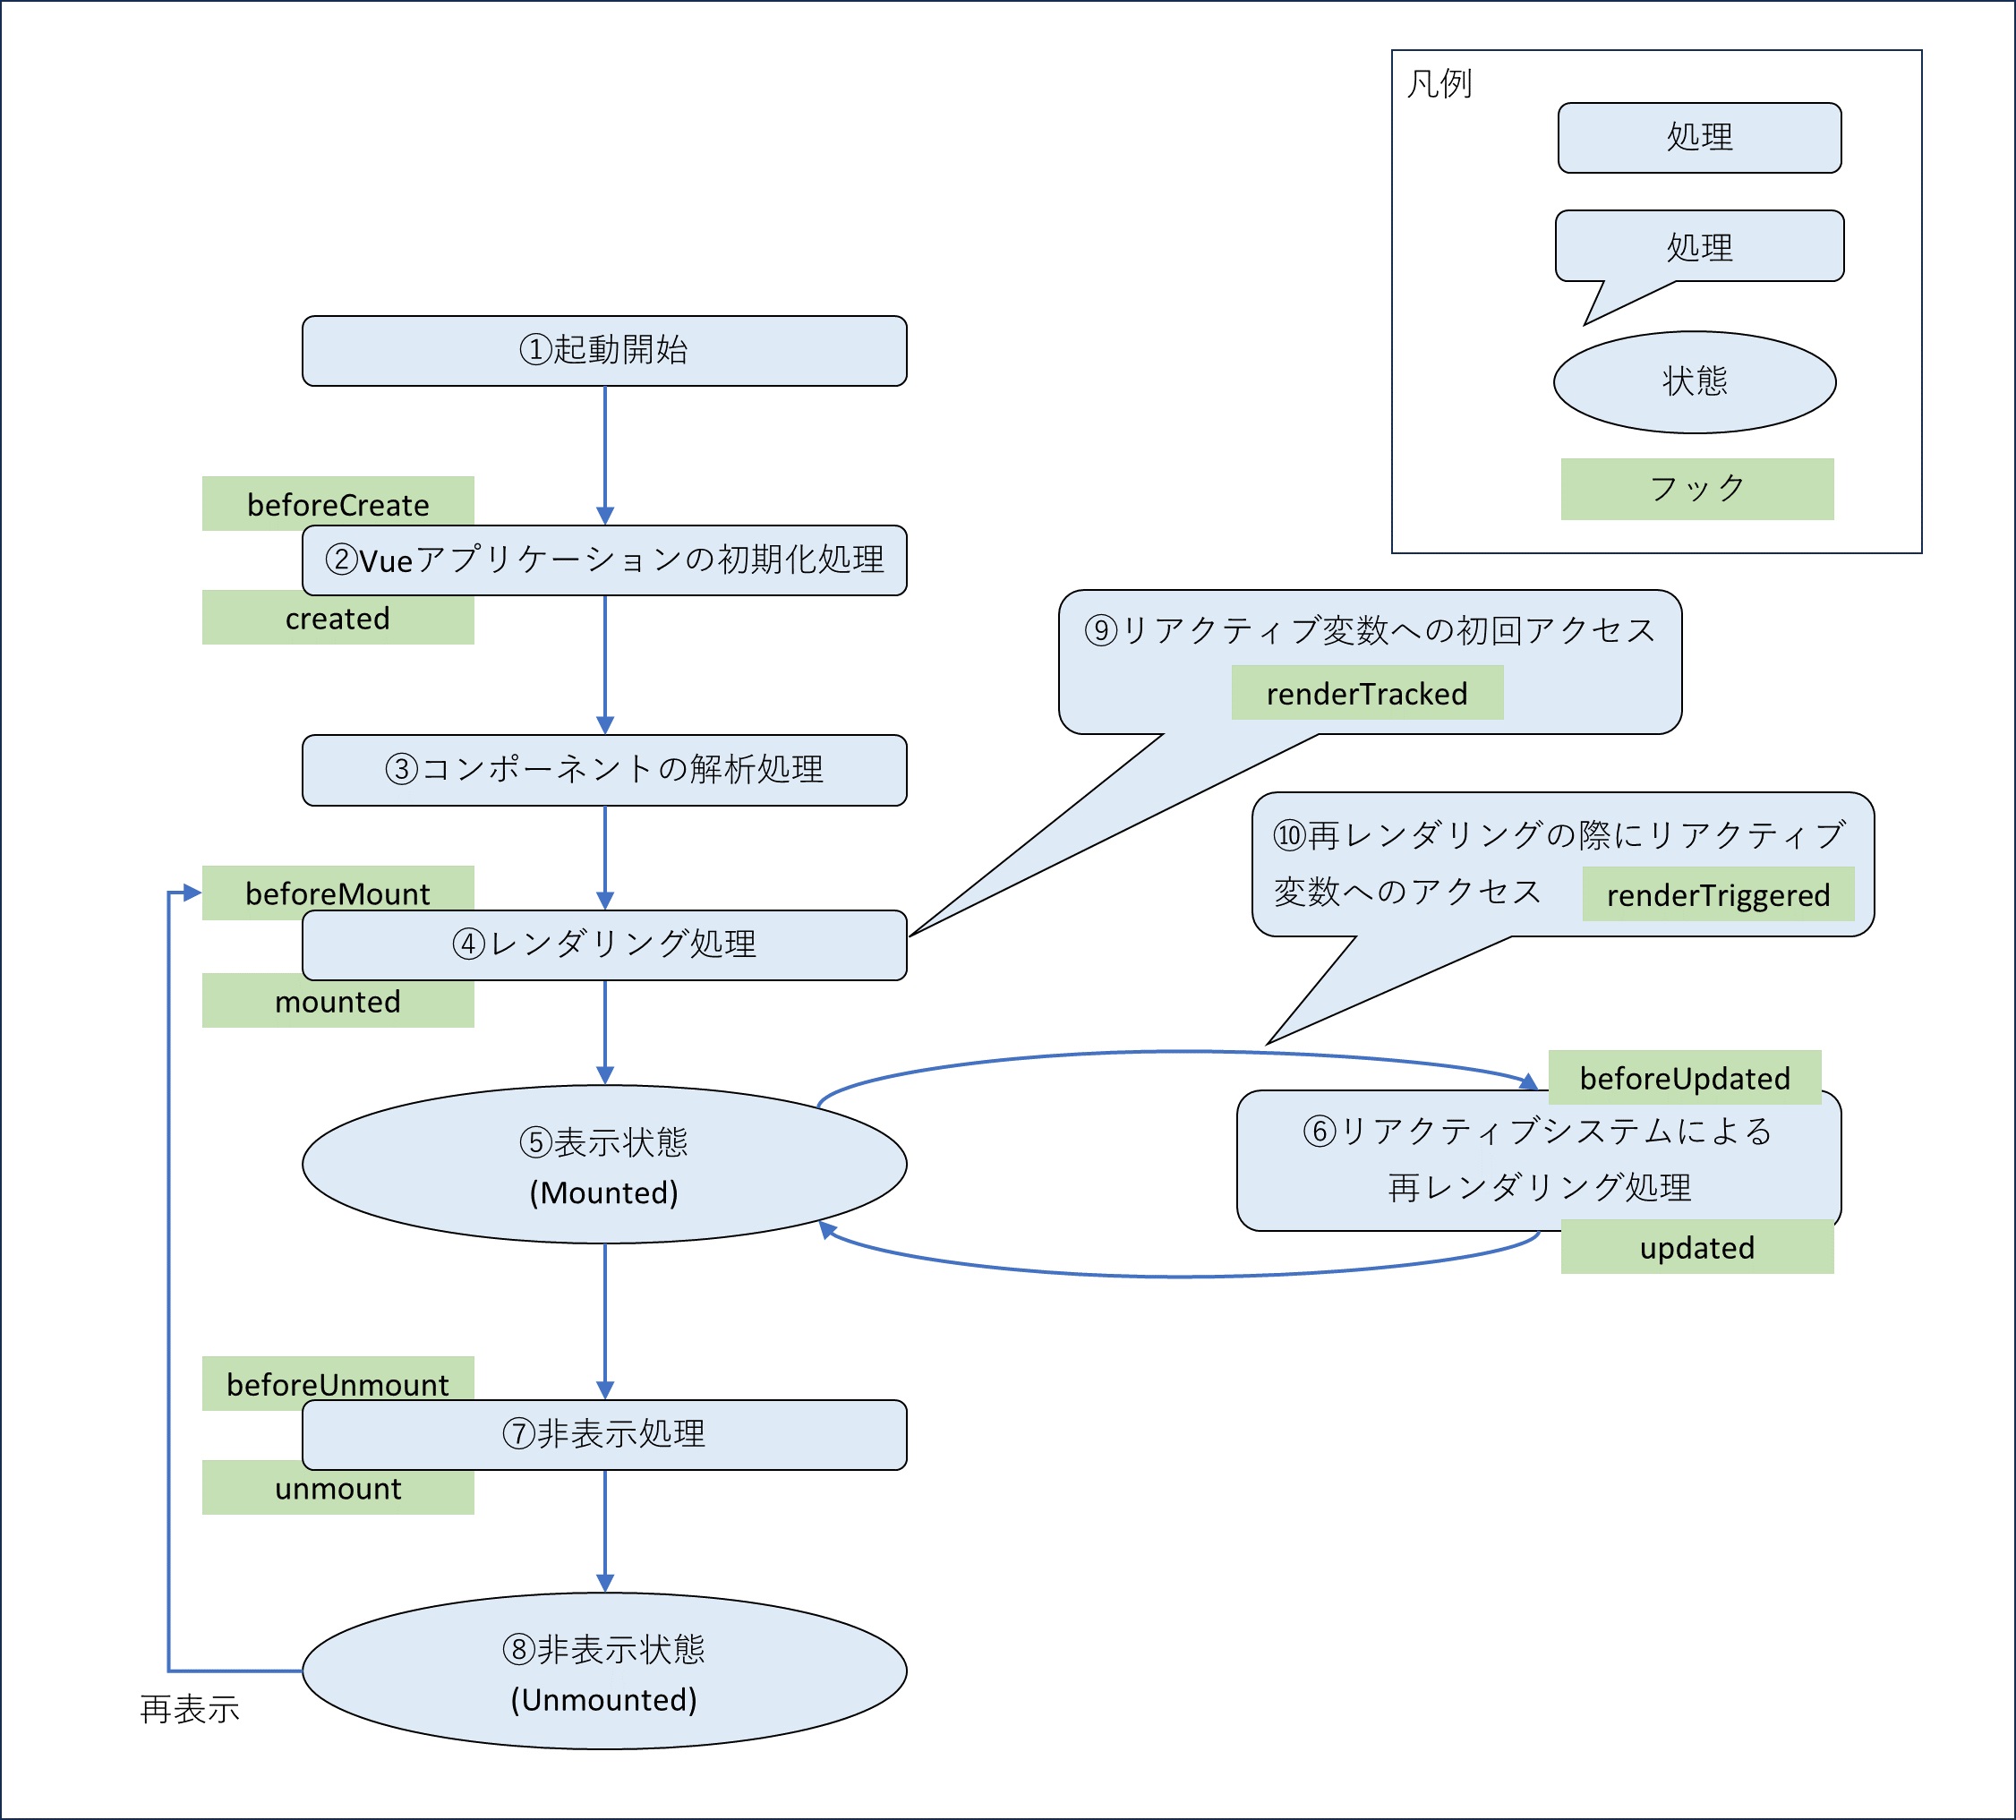 凡例
処理
処理
状態
フック
①起動開始
beforeCreate
②Vueアプリケーションの初期化処理
created
⑨リアクティブ変数への初回アクセス
renderTracked
③コンポーネントの解析処理
⑩再レンダリングの際にリアクティブ
変数へのアクセス renderTriggered
beforeMount
④レンダリング処理
mounted
beforeUpdated
⑤表示状態
(Mounted)
⑥リアクティブシステムによる
再レンダリング処理
updated
beforeUnmount
⑦非表示処理
unmount
⑧非表示状態
(Unmounted)
再表示